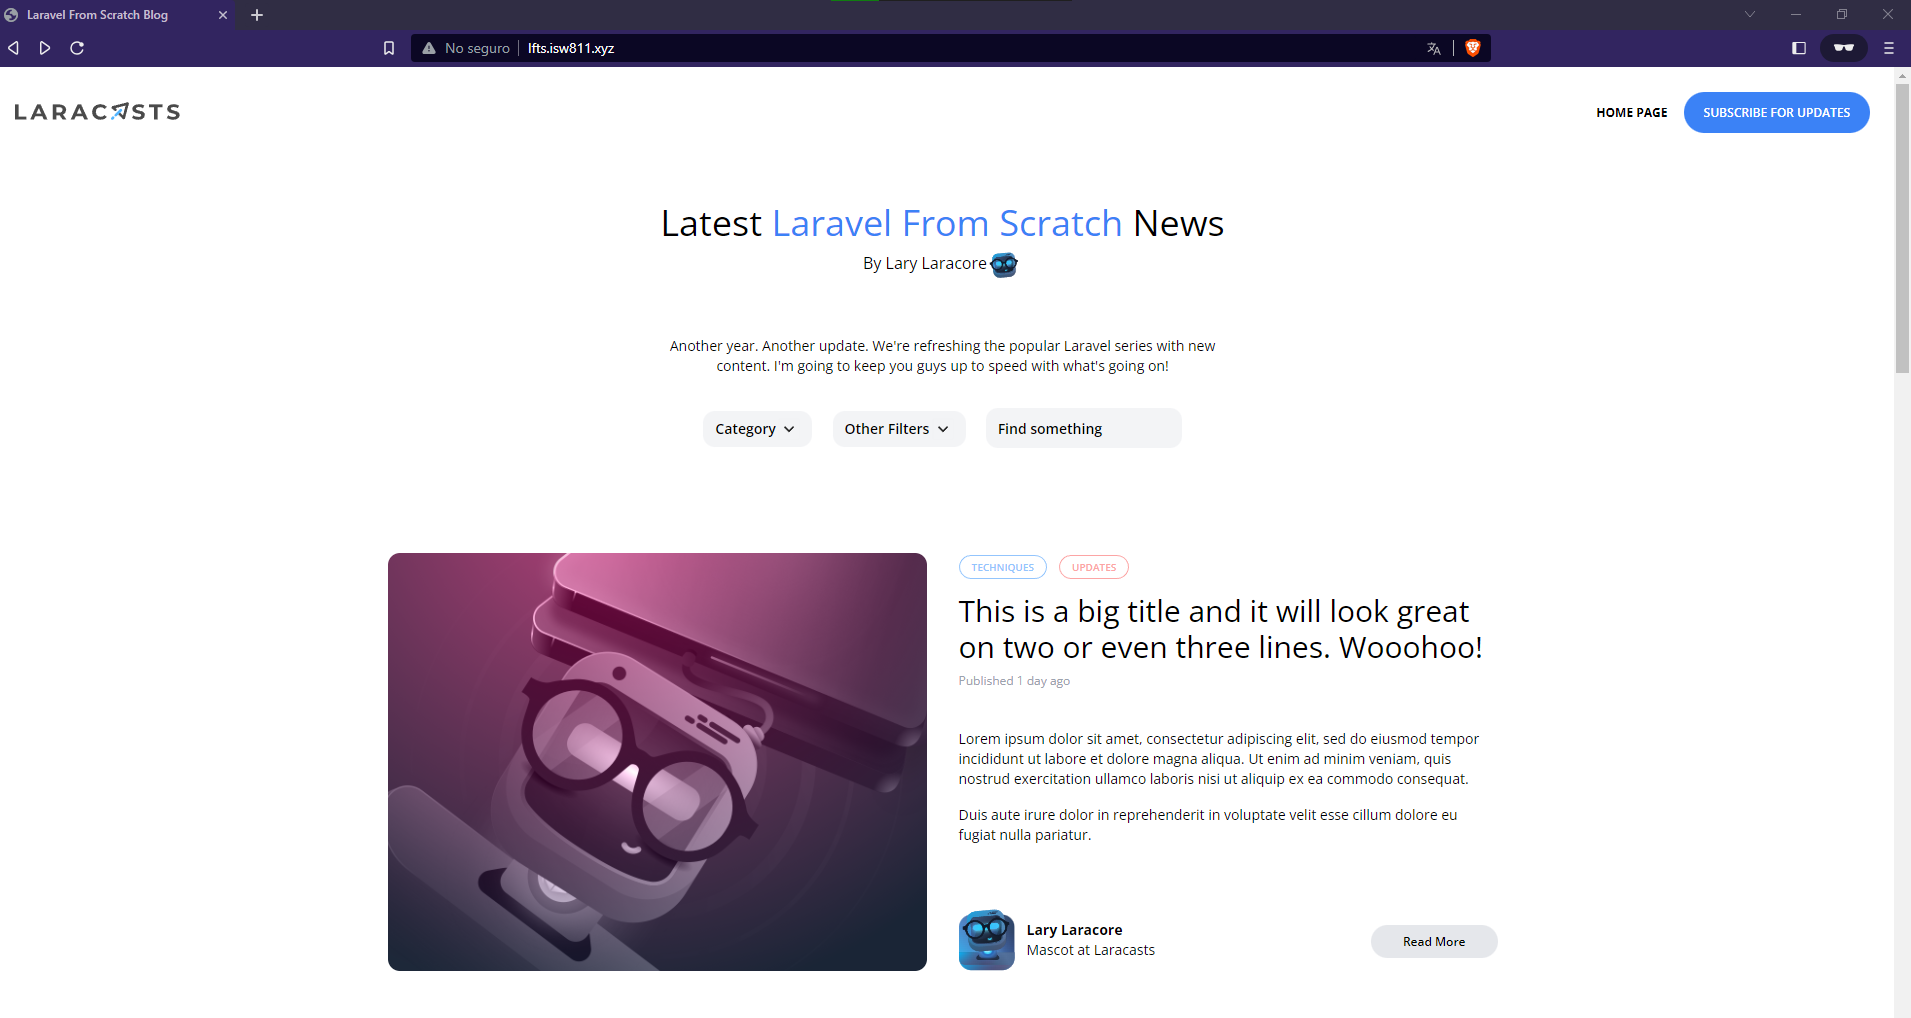 Laravel From Scratch Blog
No seguro
lfts.isw811.xyz
LARACASTS
HOME PAGE
SUBSCRIBE FOR UPDATES
Latest Laravel From Scratch News
By Lary Laracore
Another year. Another update. We're refreshing the popular Laravel series with new
content. I'm going to keep you guys up to speed with what's going on!
Category
Other Filters
Find something
TECHNIQUES
UPDATES
This is a big title and it will look great
on two or even three lines. Wooohoo!
Published 1 day ago
Lorem ipsum dolor sit amet, consectetur adipiscing elit, sed do eiusmod tempor
incididunt ut labore et dolore magna aliqua. Ut enim ad minim veniam, quis
nostrud exercitation ullamco laboris nisi ut aliquip ex ea commodo consequat.
Duis aute irure dolor in reprehenderit in voluptate velit esse cillum dolore eu
fugiat nulla pariatur.
Lary Laracore
Mascot at Laracasts
Read More